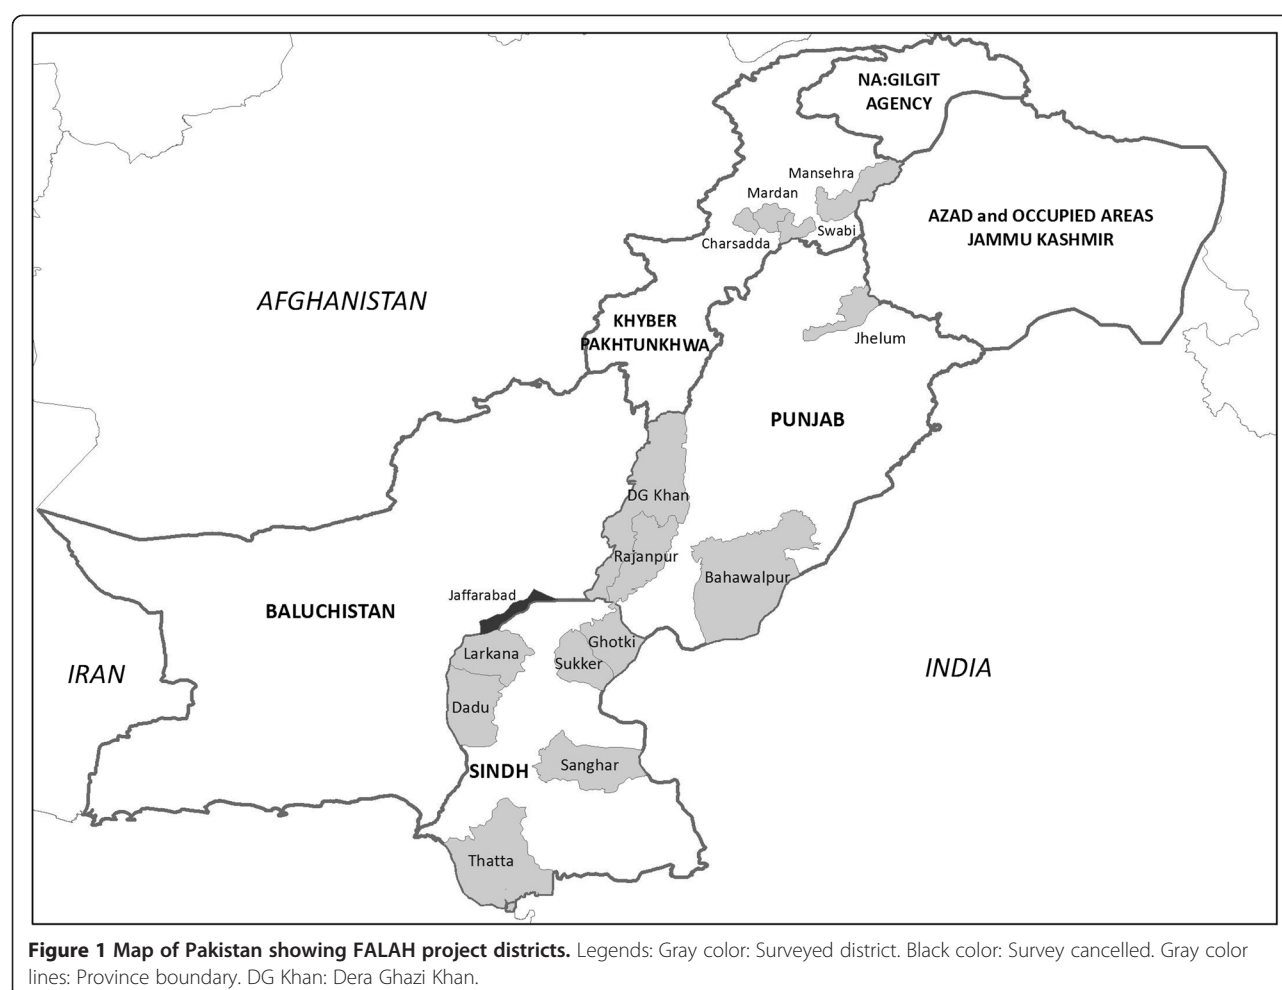 NA:GILGIT
AGENCY
Mansehra
Mardan
AZAD and OCCUPIED AREAS
JAMMU KASHMIR
Swabi
Charsadda
AFGHANISTAN
KHYBER
PAKHTUNKHWA
Jhelum
PUNJAB
DG Khan
Rajanpur
Bahawalpur
Jaffarabad
BALUCHISTAN
Ghotki
Larkana
Sukker
IRAN
INDIA
Dadu
Sanghar
SINDH
Thatta
Figure 1 Map of Pakistan showing FALAH project districts. Legends: Gray color: Surveyed district. Black color: Survey cancelled. Gray color
lines: Province boundary. DG Khan: Dera Ghazi Khan.